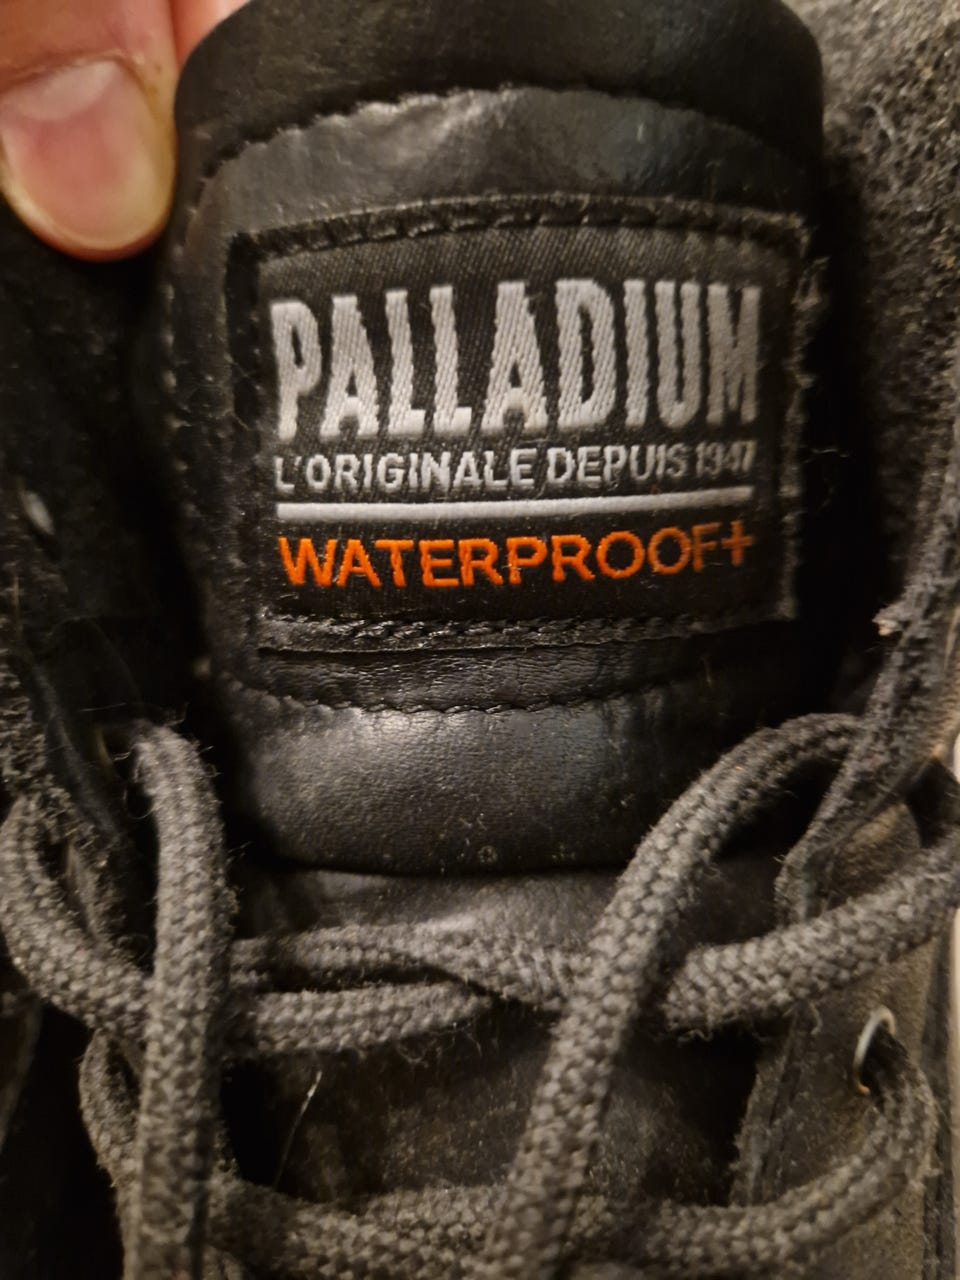 PALLADIUM
L'ORIGINALE DEPUIS 1947
WATERPROOF+